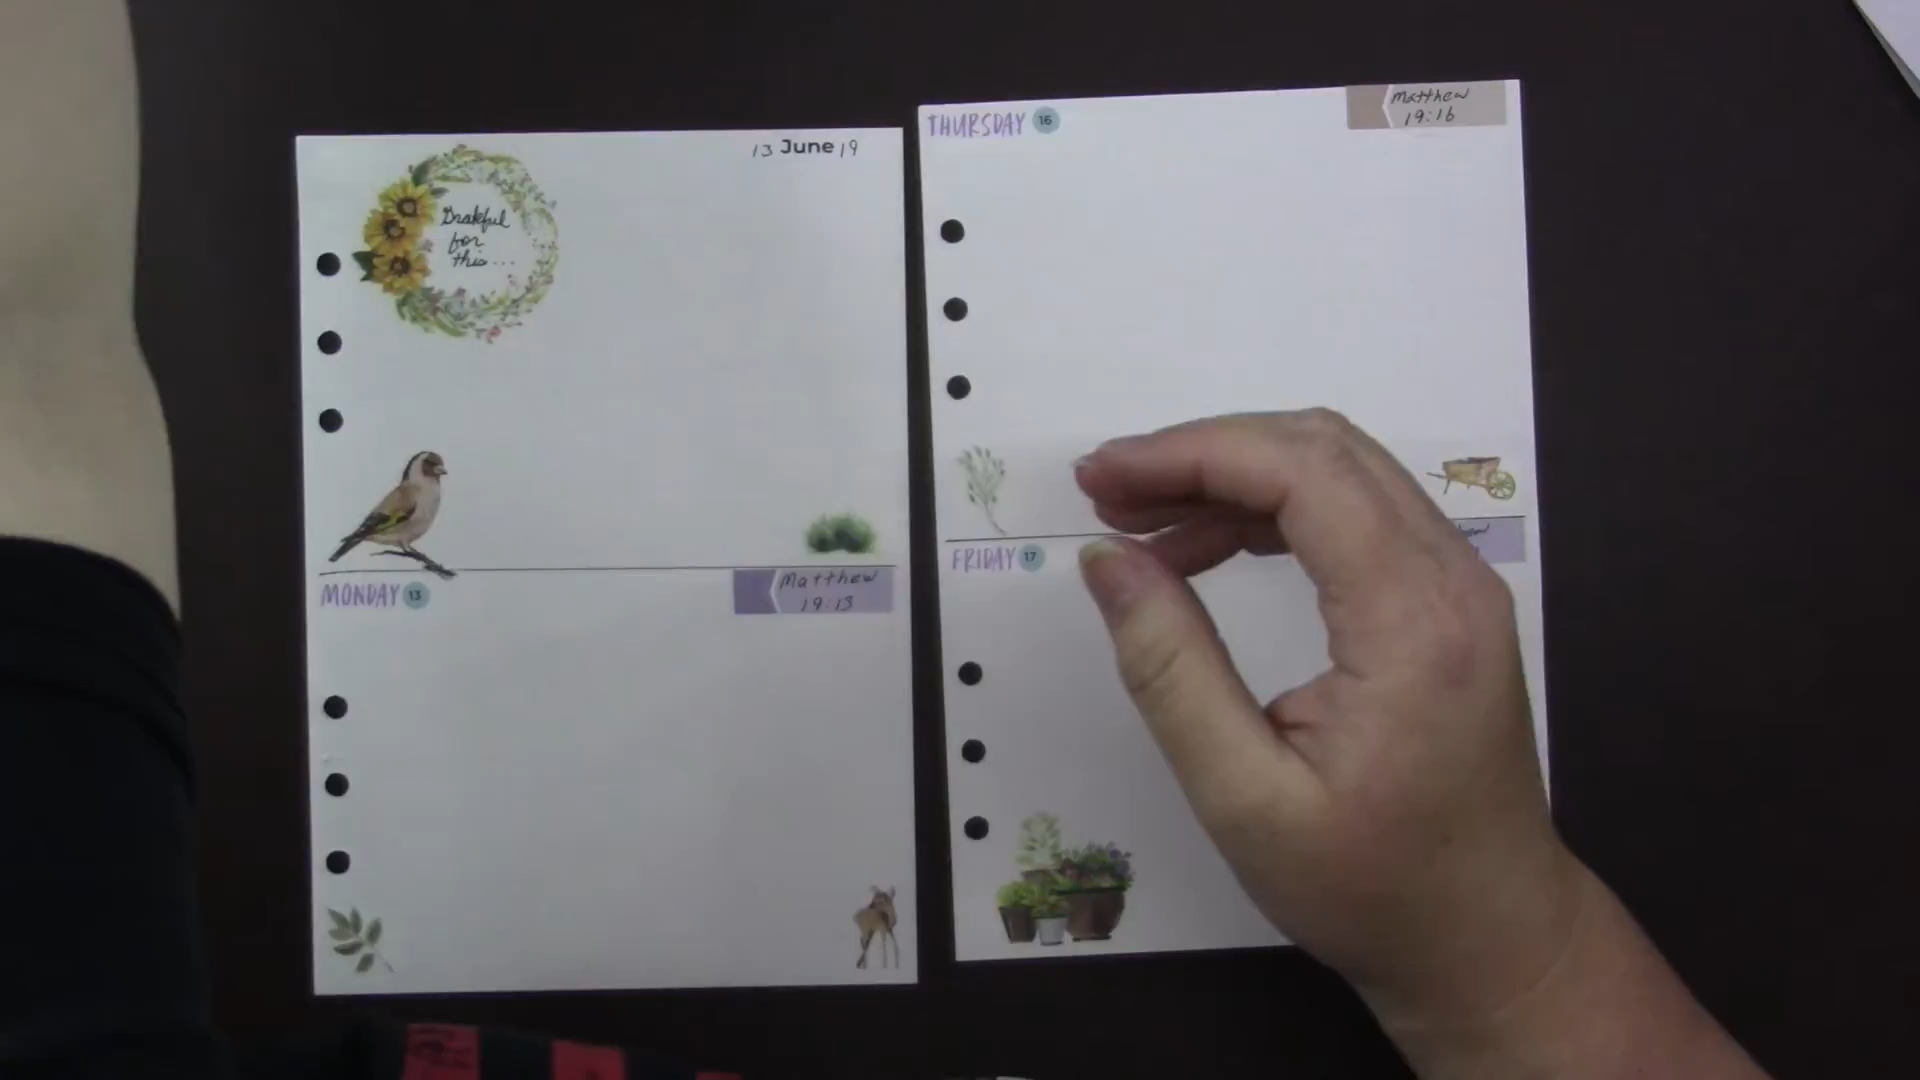 13 June 19
Grateful
for
this...
MONDAY 13
Matthew
19:13
THURSDAY 16
Matthew
19:16
FRIDAY 17